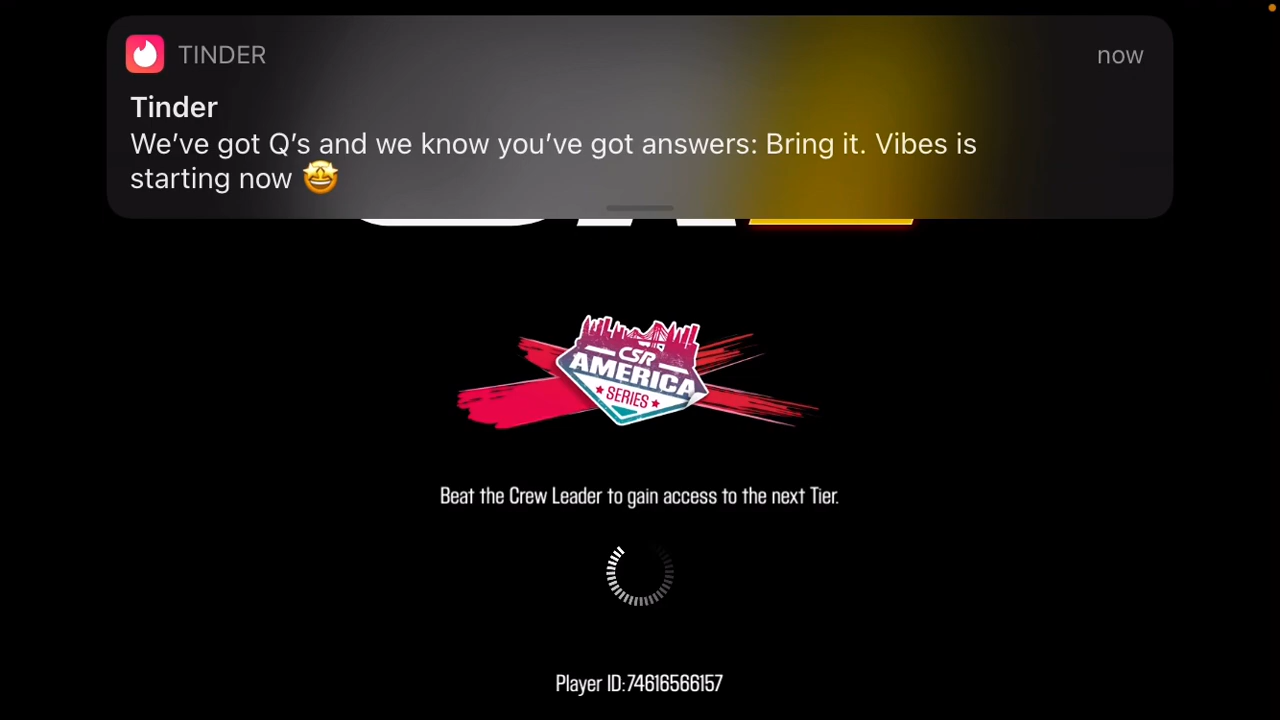 TINDER
now
Tinder
We’ve got Q’s and we know you’ve got answers: Bring it. Vibes is
starting now 🤩
CSR
AMERICA
SERIES
Beat the Crew Leader to gain access to the next Tier.
Player ID:74616566157